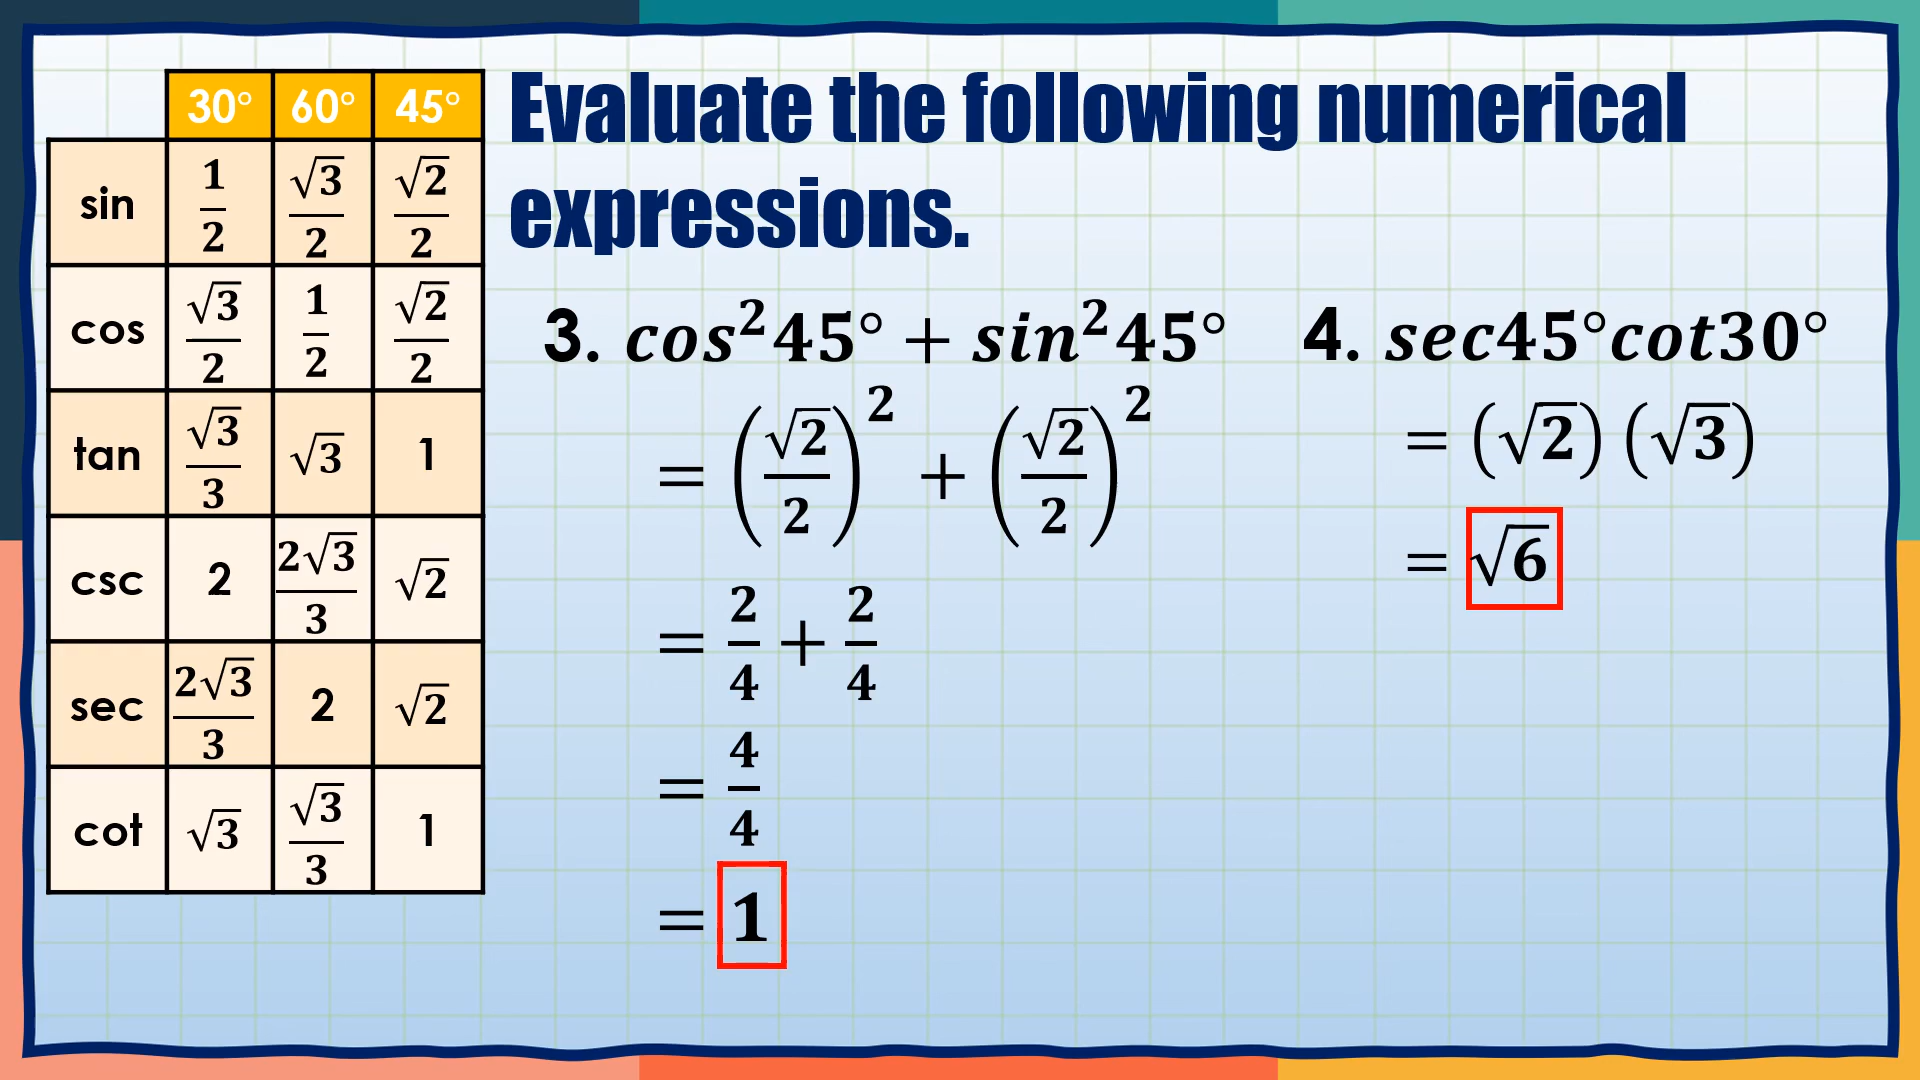 30° 60° 45°
sin 1/2 √3/2 √2/2
cos √3/2 1/2 √2/2
tan √3/3 √3 1
csc 2 2√3/3 √2
sec 2√3/3 2 √2
cot √3 √3/3 1
Evaluate the following numerical
expressions.
3. cos²45° + sin²45°
= (√2/2)² + (√2/2)²
= 2/4 + 2/4
= 4/4
= 1
4. sec45°cot30°
= (√2) (√3)
= √6